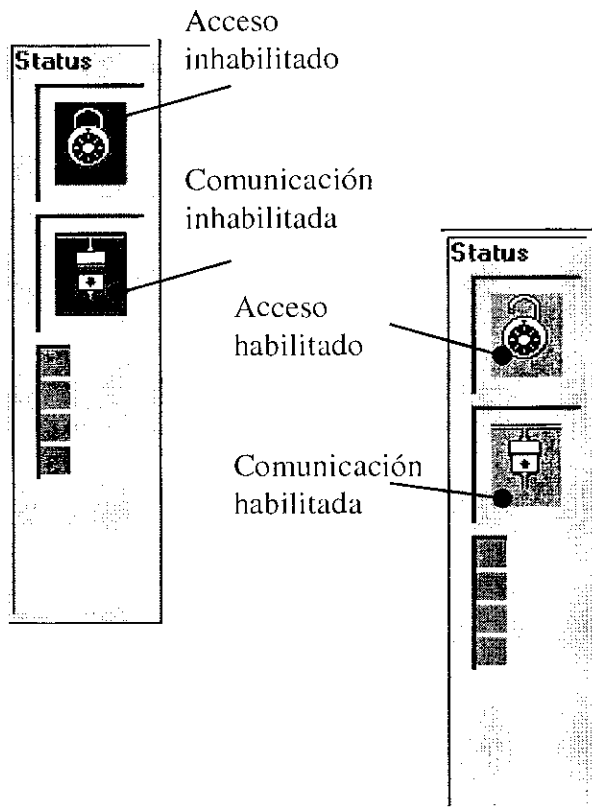 Acceso
inhabilitado
Status
Comunicación
inhabilitada
Status
Acceso
habilitado
Comunicación
habilitada